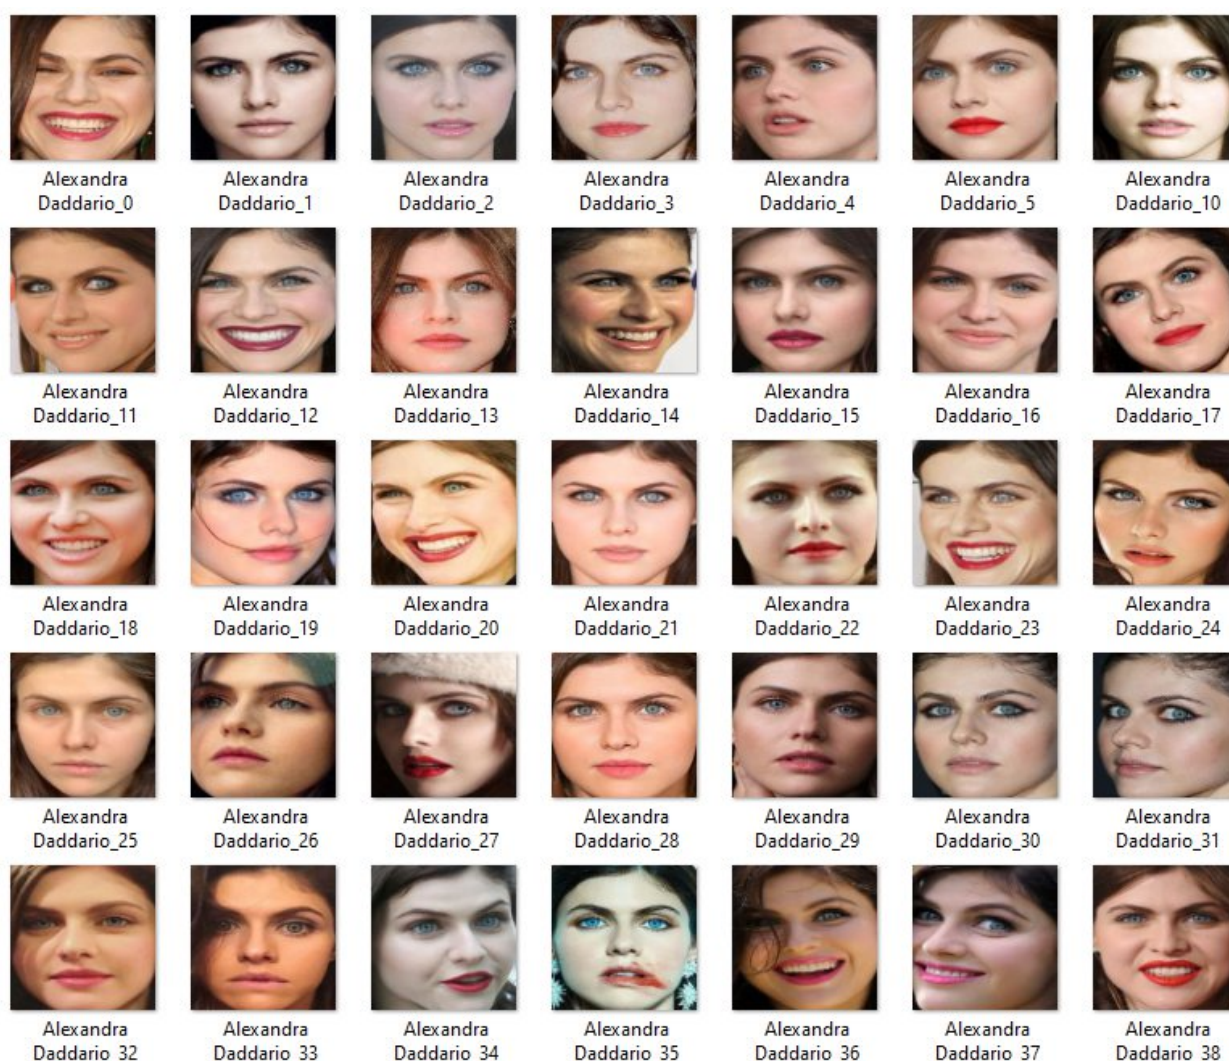 Alexandra
Daddario_0
Alexandra
Daddario_1
Alexandra
Daddario_2
Alexandra
Daddario_3
Alexandra
Daddario_4
Alexandra
Daddario_5
Alexandra
Daddario_10
Alexandra
Daddario_11
Alexandra
Daddario_12
Alexandra
Daddario_13
Alexandra
Daddario_14
Alexandra
Daddario_15
Alexandra
Daddario_16
Alexandra
Daddario_17
Alexandra
Daddario_18
Alexandra
Daddario_19
Alexandra
Daddario_20
Alexandra
Daddario_21
Alexandra
Daddario_22
Alexandra
Daddario_23
Alexandra
Daddario_24
Alexandra
Daddario_25
Alexandra
Daddario_26
Alexandra
Daddario_27
Alexandra
Daddario_28
Alexandra
Daddario_29
Alexandra
Daddario_30
Alexandra
Daddario_31
Alexandra
Daddario_32
Alexandra
Daddario_33
Alexandra
Daddario_34
Alexandra
Daddario_35
Alexandra
Daddario_36
Alexandra
Daddario_37
Alexandra
Daddario_38